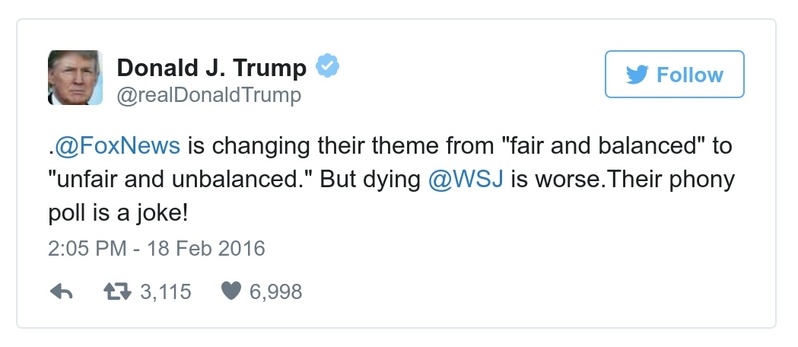 Donald J. Trump
@realDonaldTrump
Follow
.@FoxNews is changing their theme from "fair and balanced" to
"unfair and unbalanced." But dying @WSJ is worse.Their phony
poll is a joke!
2:05 PM - 18 Feb 2016
3,115 6,998